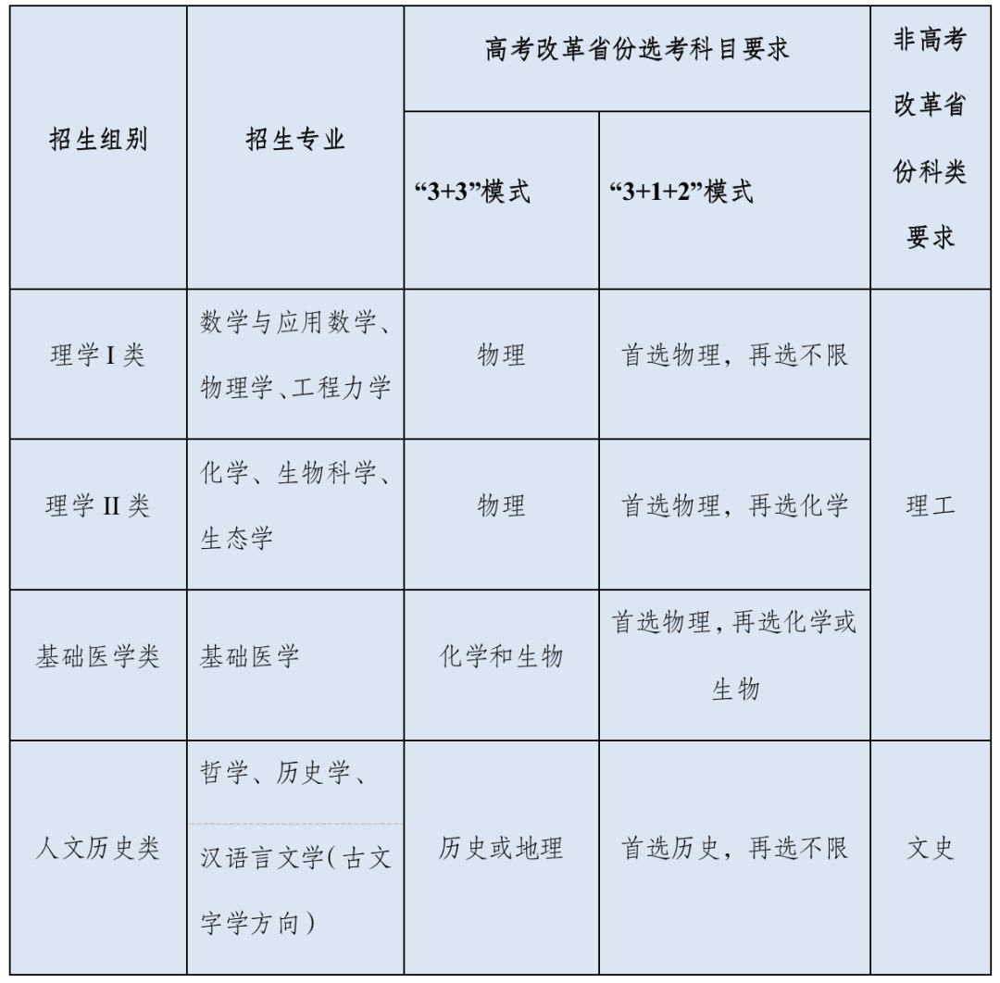 招生组别
招生专业
高考改革省份选考科目要求
“3+3”模式
“3+1+2”模式
非高考
改革省
份科类
要求
理学 I 类
数学与应用数学、
物理学、工程力学
物理
首选物理，再选不限
理学 II 类
化学、生物科学、
生态学
物理
首选物理，再选化学
理工
基础医学类
基础医学
化学和生物
首选物理，再选化学或
生物
人文历史类
哲学、历史学、
汉语言文学（古文
字学方向）
历史或地理
首选历史，再选不限
文史